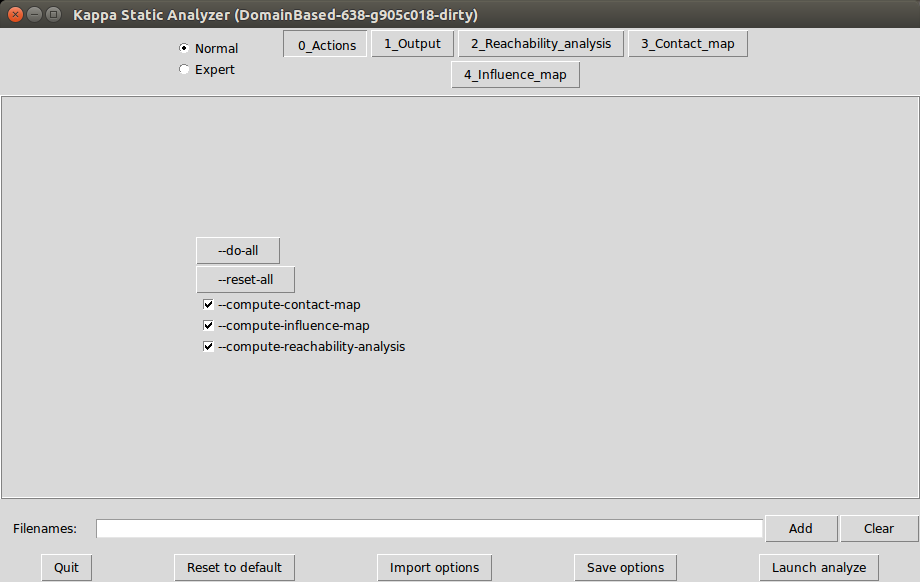 Kappa Static Analyzer (DomainBased-638-g905c018-dirty)
Normal
Expert
0_Actions 1_Output 2_Reachability_analysis 3_Contact_map
4_Influence_map
--do-all
--reset-all
--compute-contact-map
--compute-influence-map
--compute-reachability-analysis
Filenames: Add Clear
Quit Reset to default Import options Save options Launch analyze